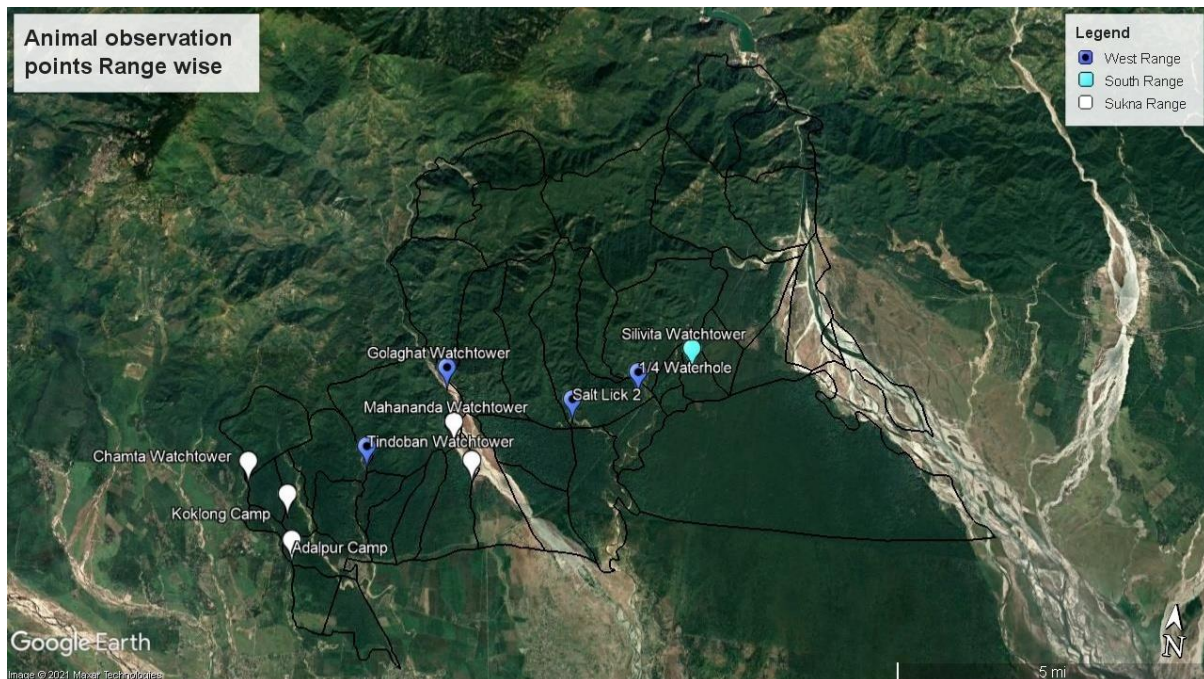 Animal observation
points Range wise
Legend
West Range
South Range
Sukna Range
Silivita Watchtower
Golaghat Watchtower
1/4 Waterhole
Salt Lick 2
Mahananda Watchtower
Tindoban Watchtower
Chamta Watchtower
Koklong Camp
Adalpur Camp
Google Earth
N
Image © 2021 Maxar Technologies
5 mi